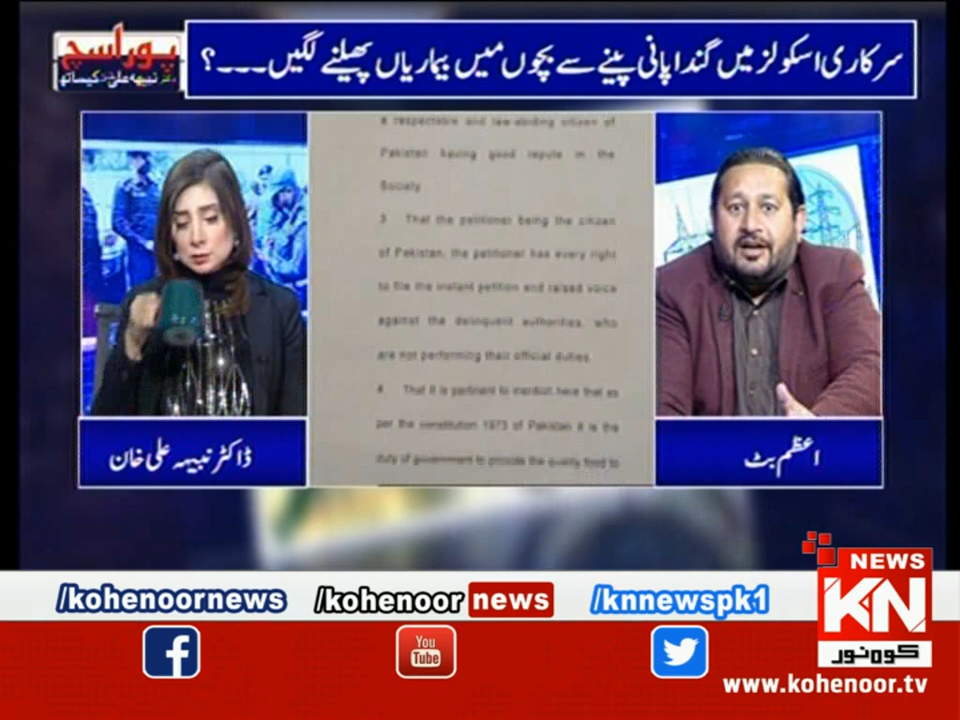 پورا سچ
ڈاکٹر نبیہہ علی خان کیساتھ
سرکاری اسکولز میں گندا پانی پینے سے بچوں میں بیماریاں پھیلنے لگیں ۔۔۔۔؟
a respectable and law-abiding citizen of
Pakistan having good repute in the
Society
3 That the petitioner being the citizen
of Pakistan, the petitioner has every right
to file the instant petition and raised voice
against the delinquent authorities, who
are not performing their official duties.
4 That it is pertinent to mention here that as
per the constitution 1973 of Pakistan it is the
duty of government to provide the quality food to
ڈاکٹر نبیہہ علی خان
اعظم بٹ
/kohenoornews
/kohenoor news
/knnewspk1
You
Tube
NEWS
KN
کوہ نور
www.kohenoor.tv